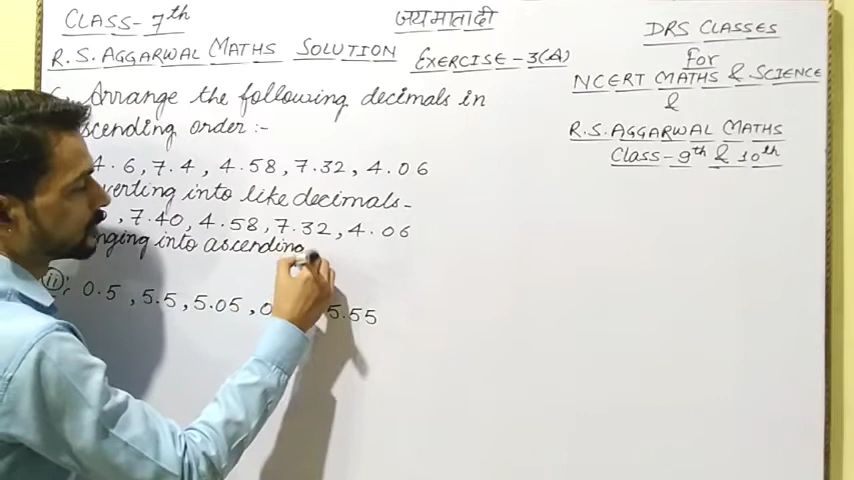 CLASS-7th
जय माता दी
R.S. AGGARWAL MATHS SOLUTION EXERCISE-3(A)
Arrange the following decimals in
scending order :-
4.6, 7.4, 4.58, 7.32, 4.06
verting into like decimals-
, 7.40, 4.58, 7.32, 4.06
nging into ascending
(ii): 0.5, 5.5, 5.05, 0 5.55
DRS CLASSES
For
NCERT MATHS & SCIENCE
&
R.S. AGGARWAL MATHS
Class-9th & 10th